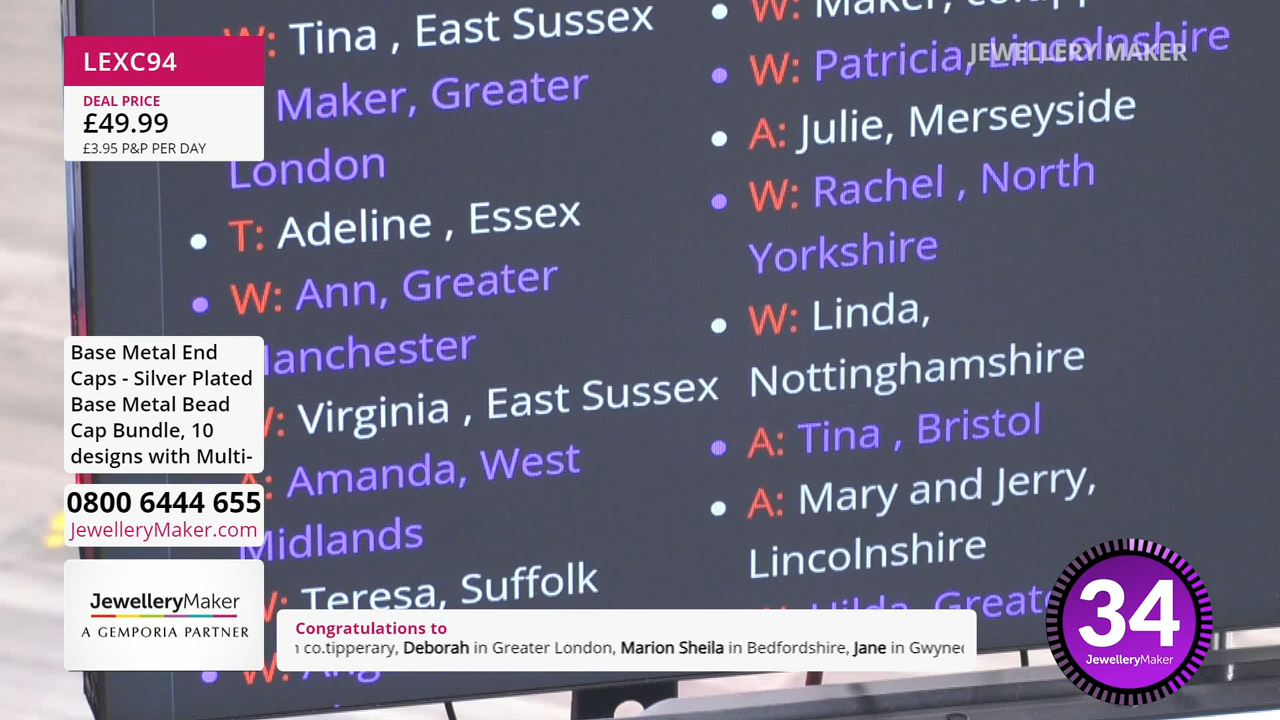 LEXC94
DEAL PRICE
£49.99
£3.95 P&P PER DAY
W: Tina , East Sussex
Maker, Greater
London
T: Adeline , Essex
W: Ann, Greater
Manchester
Virginia , East Sussex
A: Amanda, West
Midlands
W: Teresa, Suffolk
W:
W: Maker,
W: Patricia, Lincolnshire
A: Julie, Merseyside
W: Rachel , North
Yorkshire
W: Linda,
Nottinghamshire
A: Tina , Bristol
A: Mary and Jerry,
Lincolnshire
Hilda,
JEWELLERY MAKER
Base Metal End
Caps - Silver Plated
Base Metal Bead
Cap Bundle, 10
designs with Multi-
0800 6444 655
JewelleryMaker.com
JewelleryMaker
A GEMPORIA PARTNER
Congratulations to
co.tipperary, Deborah in Greater London, Marion Sheila in Bedfordshire, Jane in
34
JewelleryMaker